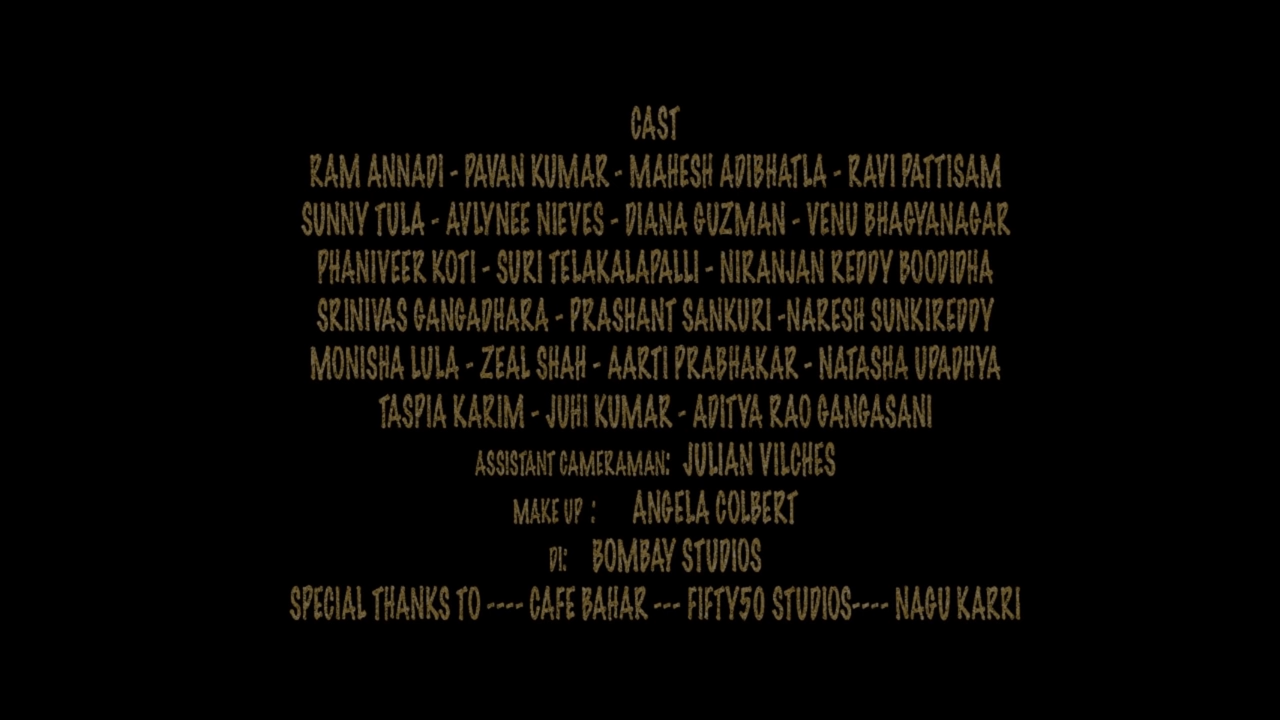 CAST
RAM ANNADI - PAVAN KUMAR - MAHESH ADIBHATLA - RAVI PATTISAM
SUNNY TULA - AVLYNEE NIEVES - DIANA GUZMAN - VENU BHAGYANAGAR
PHANIVEER KOTI - SURI TELAKALAPALLI - NIRANJAN REDDY BOODIDHA
SRINIVAS GANGADHARA - PRASHANT SANKURI -NARESH SUNKIREDDY
MONISHA LULA - ZEAL SHAH - AARTI PRABHAKAR - NATASHA UPADHYA
TASPIA KARIM - JUHI KUMAR - ADITYA RAO GANGASANI
ASSISTANT CAMERAMAN: JULIAN VILCHES
MAKE UP : ANGELA COLBERT
DI: BOMBAY STUDIOS
SPECIAL THANKS TO ---- CAFE BAHAR --- FIFTY50 STUDIOS---- NAGU KARRI